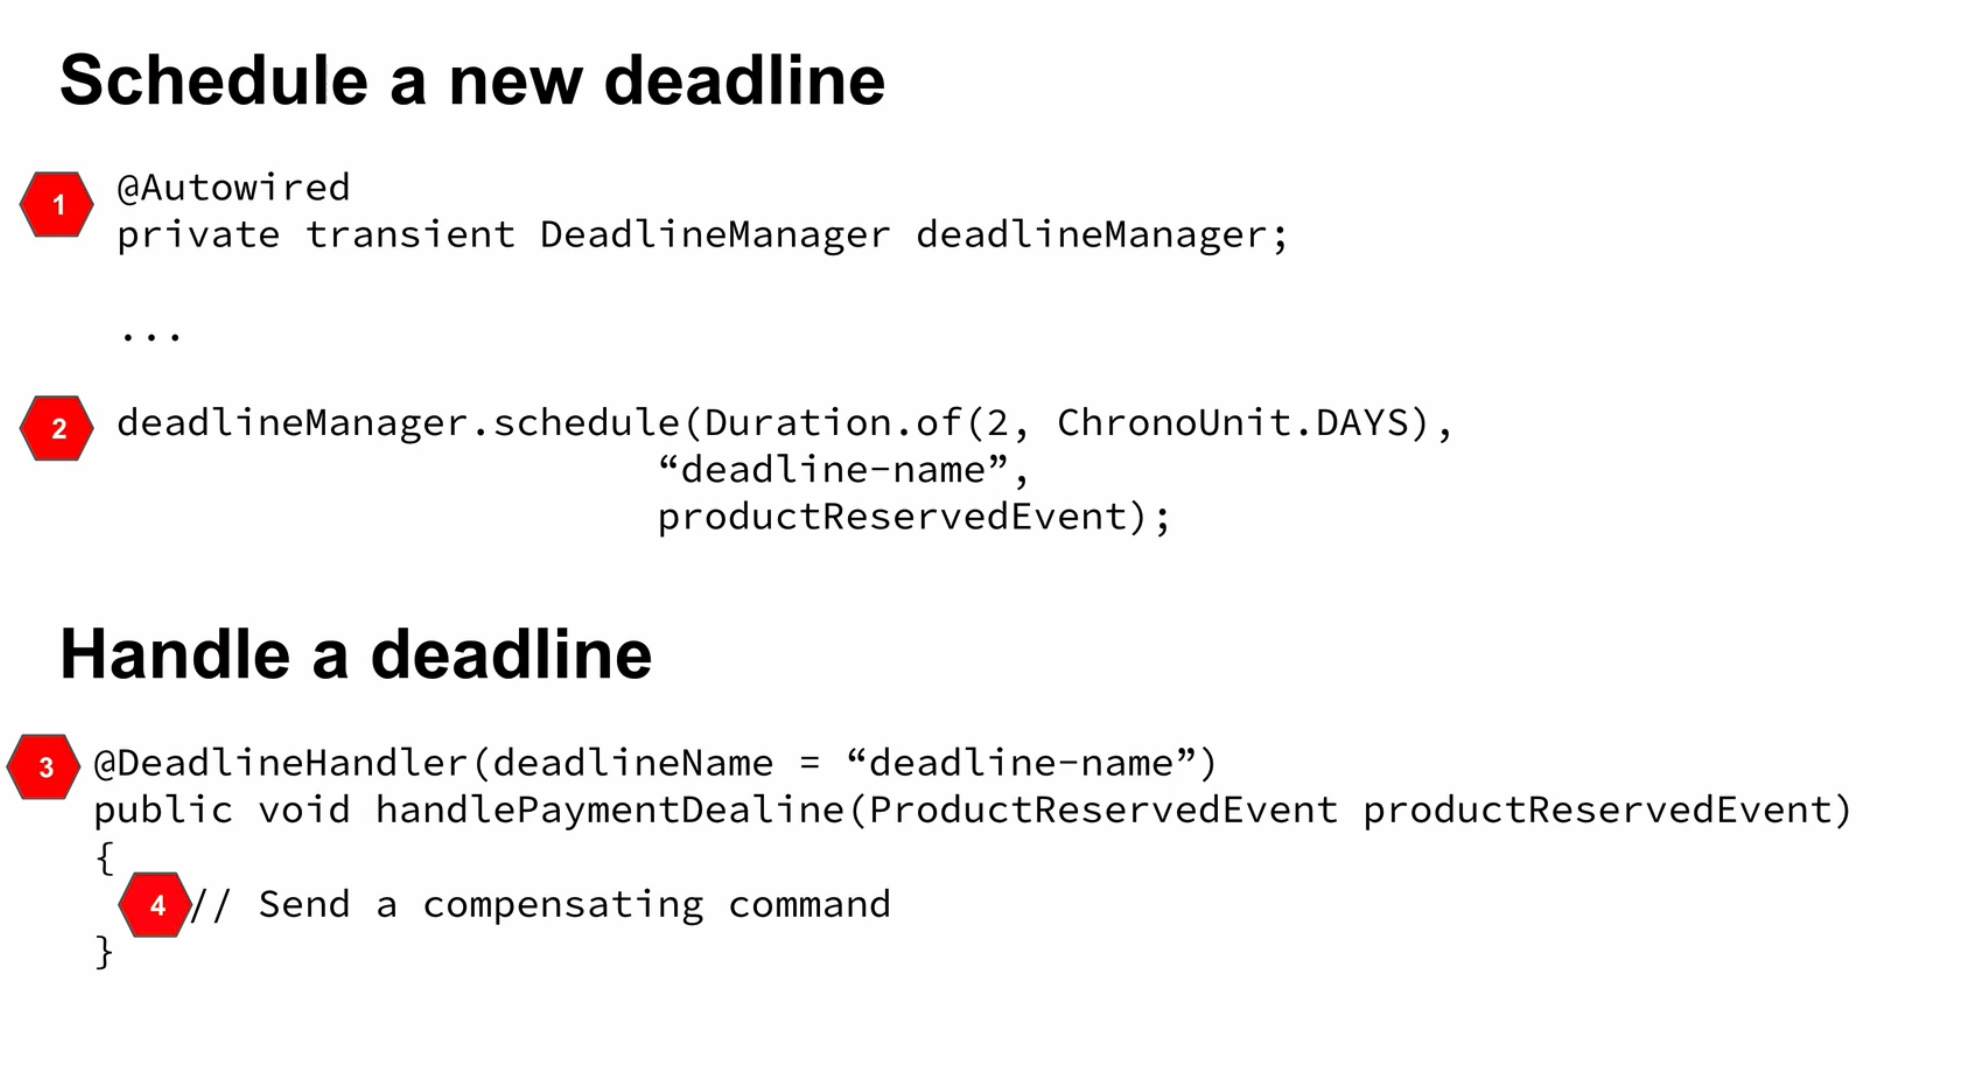 Schedule a new deadline
1
@Autowired
private transient DeadlineManager deadlineManager;
...
2
deadlineManager.schedule(Duration.of(2, ChronoUnit.DAYS),
“deadline-name”,
productReservedEvent);
Handle a deadline
3
@DeadlineHandler(deadlineName = “deadline-name”)
public void handlePaymentDealine(ProductReservedEvent productReservedEvent)
{
4
// Send a compensating command
}